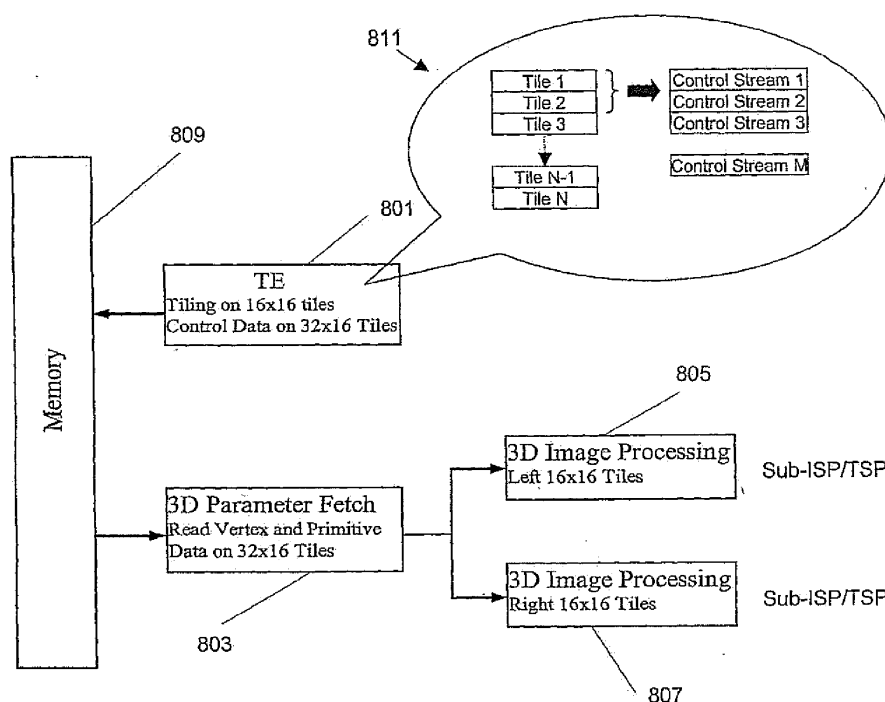 811
Tile 1
Tile 2
Tile 3
Tile N-1
Tile N
Control Stream 1
Control Stream 2
Control Stream 3
Control Stream M
809
801
Memory
TE
Tiling on 16x16 tiles
Control Data on 32x16 Tiles
805
3D Image Processing
Left 16x16 Tiles
Sub-ISP/TSP
3D Parameter Fetch
Read Vertex and Primitive
Data on 32x16 Tiles
803
3D Image Processing
Right 16x16 Tiles
Sub-ISP/TSP
807